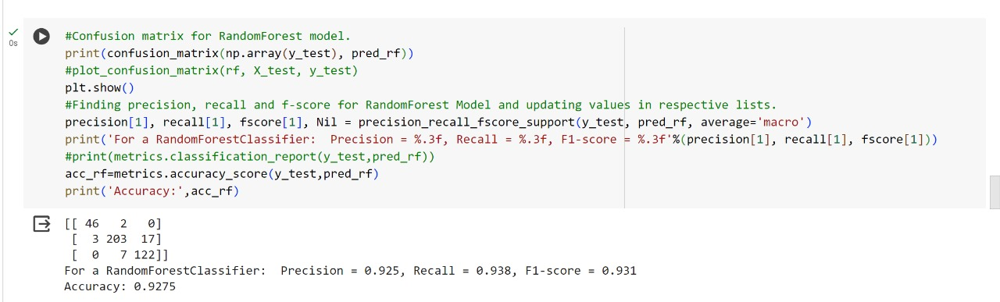 0s
#Confusion matrix for RandomForest model.
print(confusion_matrix(np.array(y_test), pred_rf))
#plot_confusion_matrix(rf, X_test, y_test)
plt.show()
#Finding precision, recall and f-score for RandomForest Model and updating values in respective lists.
precision[1], recall[1], fscore[1], Nil = precision_recall_fscore_support(y_test, pred_rf, average='macro')
print('For a RandomForestClassifier:  Precision = %.3f, Recall = %.3f, F1-score = %.3f'%(precision[1], recall[1], fscore[1]))
#print(metrics.classification_report(y_test,pred_rf))
acc_rf=metrics.accuracy_score(y_test,pred_rf)
print('Accuracy:',acc_rf)
[[ 46   2   0]
 [  3 203  17]
 [  0   7 122]]
For a RandomForestClassifier:  Precision = 0.925, Recall = 0.938, F1-score = 0.931
Accuracy: 0.9275